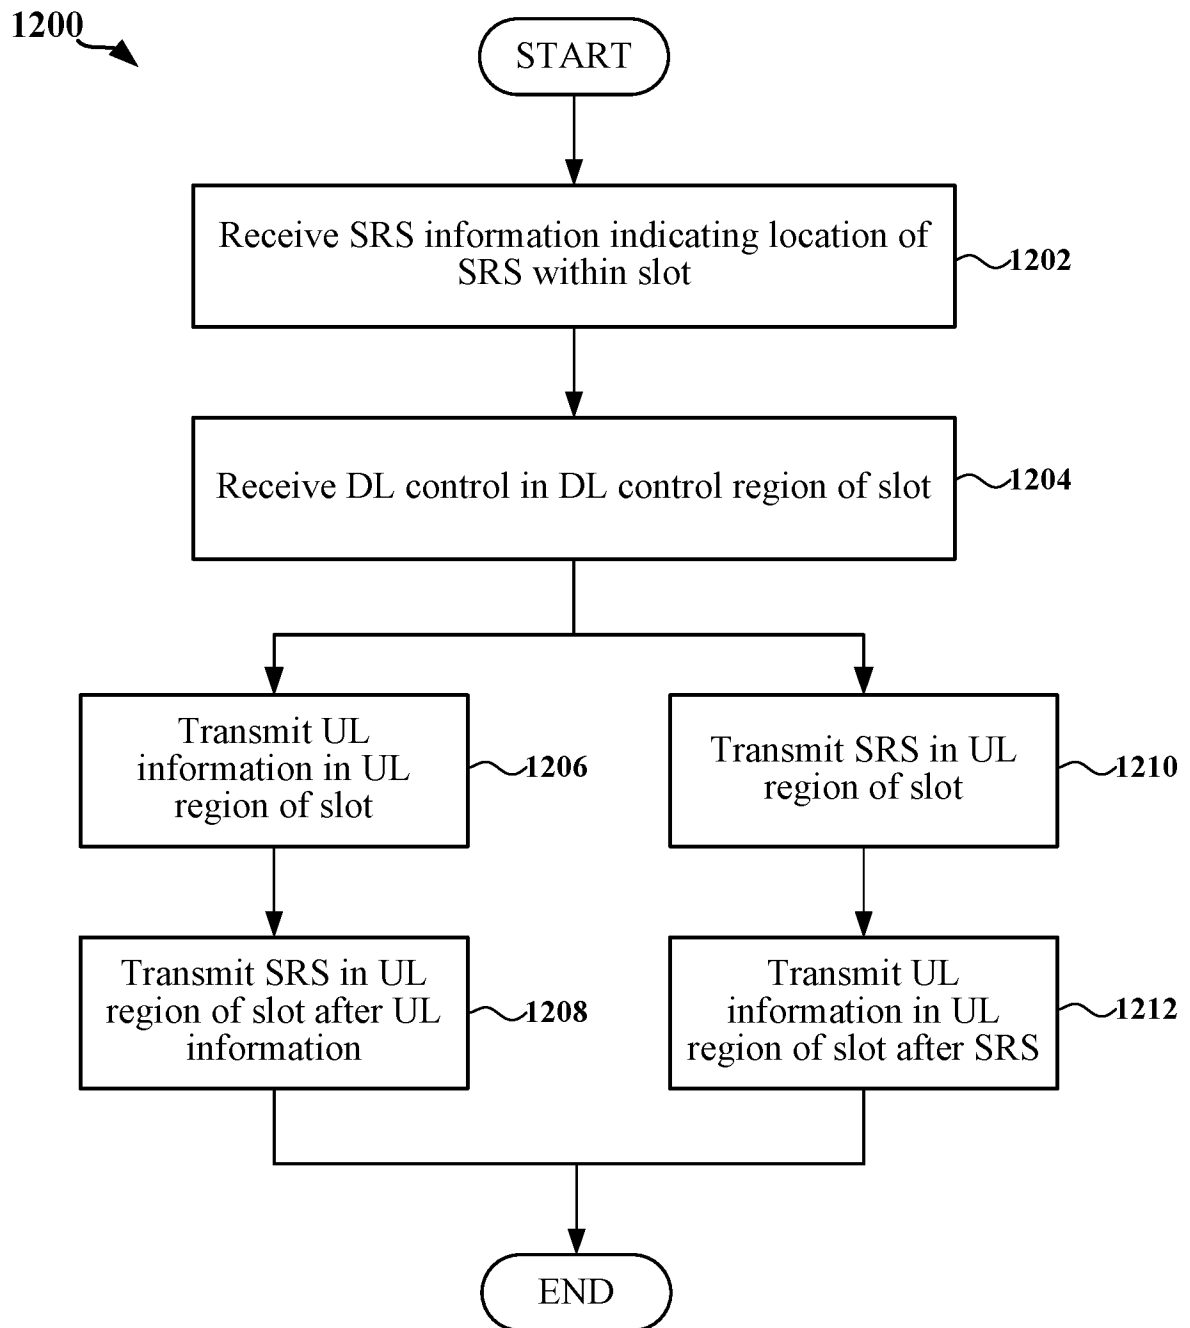 1200
START
Receive SRS information indicating location of
SRS within slot
1202
Receive DL control in DL control region of slot
1204
Transmit UL
information in UL
region of slot
1206
Transmit SRS in UL
region of slot
1210
Transmit SRS in UL
region of slot after UL
information
1208
Transmit UL
information in UL
region of slot after SRS
1212
END